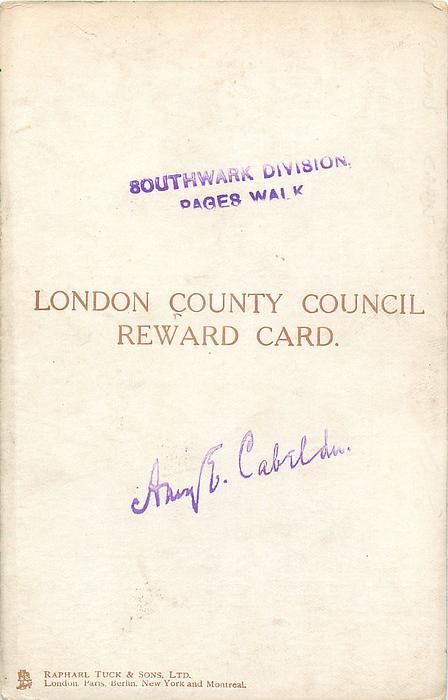 SOUTHWARK DIVISION,
PAGES WALK
LONDON COUNTY COUNCIL
REWARD CARD.
E.
RAPHAEL TUCK & SONS, LTD.
London, Paris, Berlin, New York and Montreal.